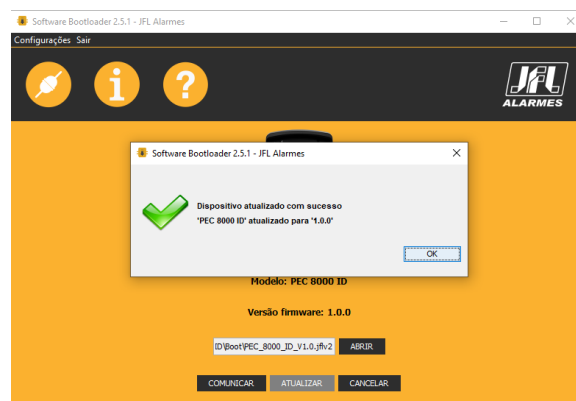 Software Bootloader 2.5.1 - JFL Alarmes
Configurações Sair
i
?
JFL
ALARMES
Software Bootloader 2.5.1 - JFL Alarmes
Dispositivo atualizado com sucesso
'PEC 8000 ID' atualizado para '1.0.0'
OK
Modelo: PEC 8000 ID
Versão firmware: 1.0.0
ID\Boot\PEC_8000_ID_V1.0.jflv2 ABRIR
COMUNICAR ATUALIZAR CANCELAR